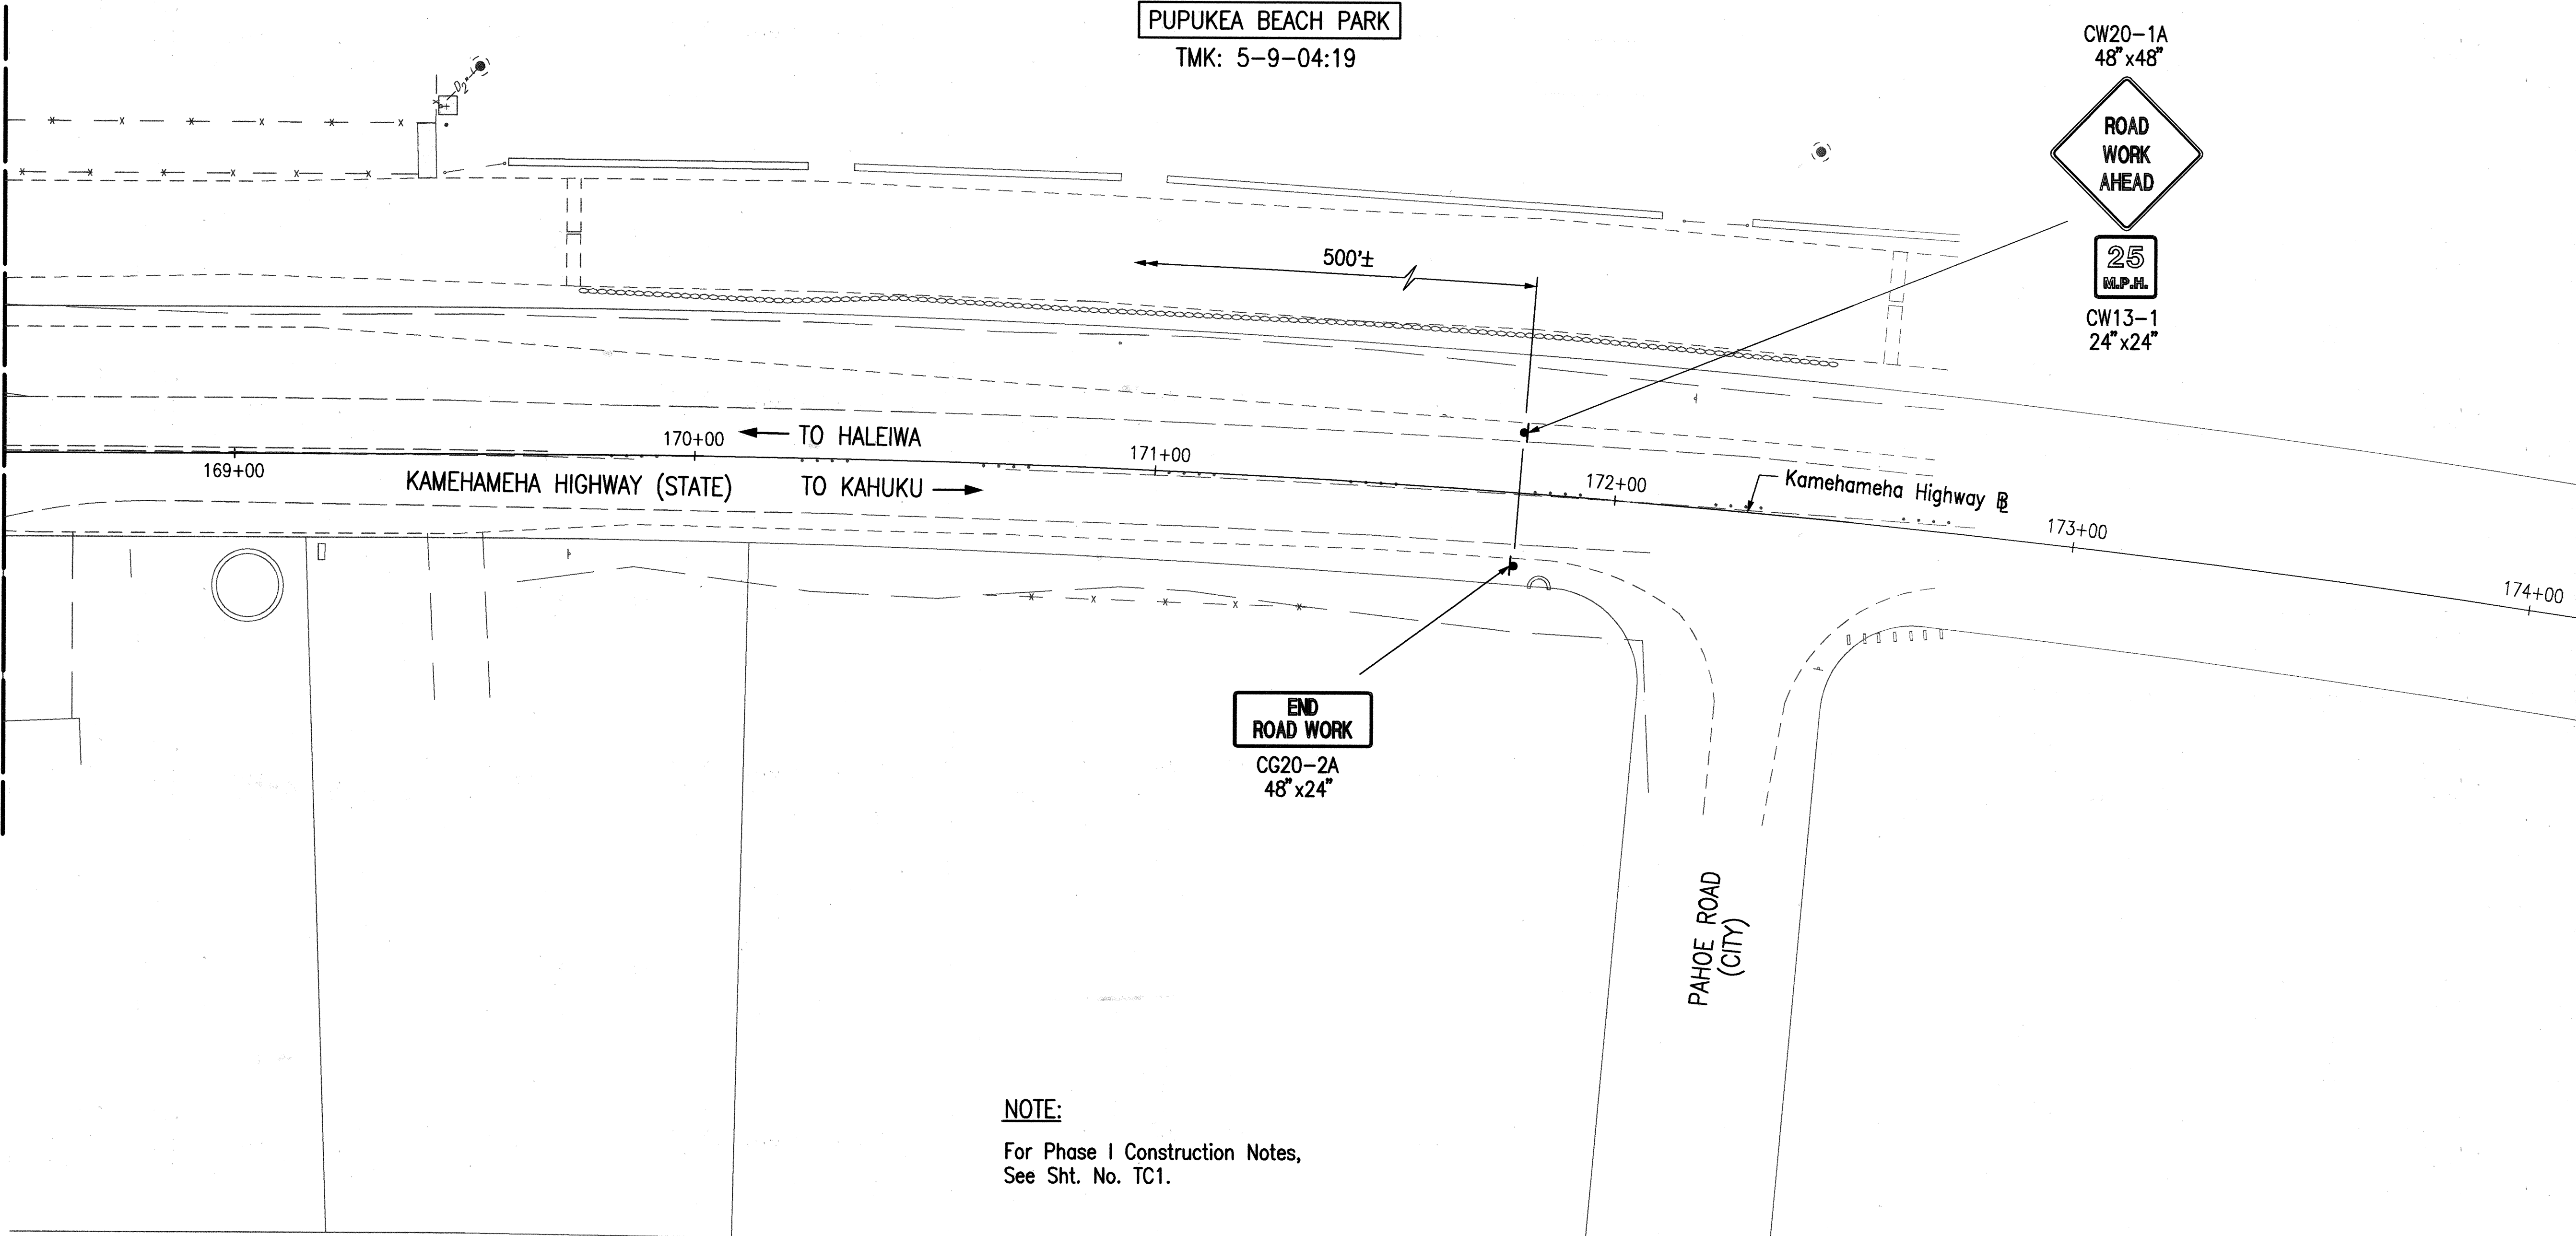 PUPUKEA BEACH PARK
TMK: 5-9-04:19
CW20-1A
48"x48"
ROAD
WORK
AHEAD
25
M.P.H.
CW13-1
24"x24"
D2
500'±
169+00
170+00
171+00
172+00
173+00
174+00
TO HALEIWA
KAMEHAMEHA HIGHWAY (STATE)
TO KAHUKU
Kamehameha Highway BL
END
ROAD WORK
CG20-2A
48"x24"
PAHOE ROAD
(CITY)
NOTE:
For Phase I Construction Notes,
See Sht. No. TC1.